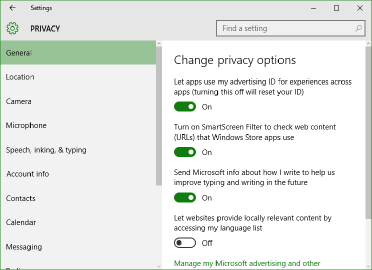 Settings
PRIVACY
Find a setting
General
Location
Camera
Microphone
Speech, inking, & typing
Account info
Contacts
Calendar
Messaging
Change privacy options
Let apps use my advertising ID for experiences across
apps (turning this off will reset your ID)
On
Turn on SmartScreen Filter to check web content
(URLs) that Windows Store apps use
On
Send Microsoft info about how I write to help us
improve typing and writing in the future
On
Let websites provide locally relevant content by
accessing my language list
Off
Manage my Microsoft advertising and other